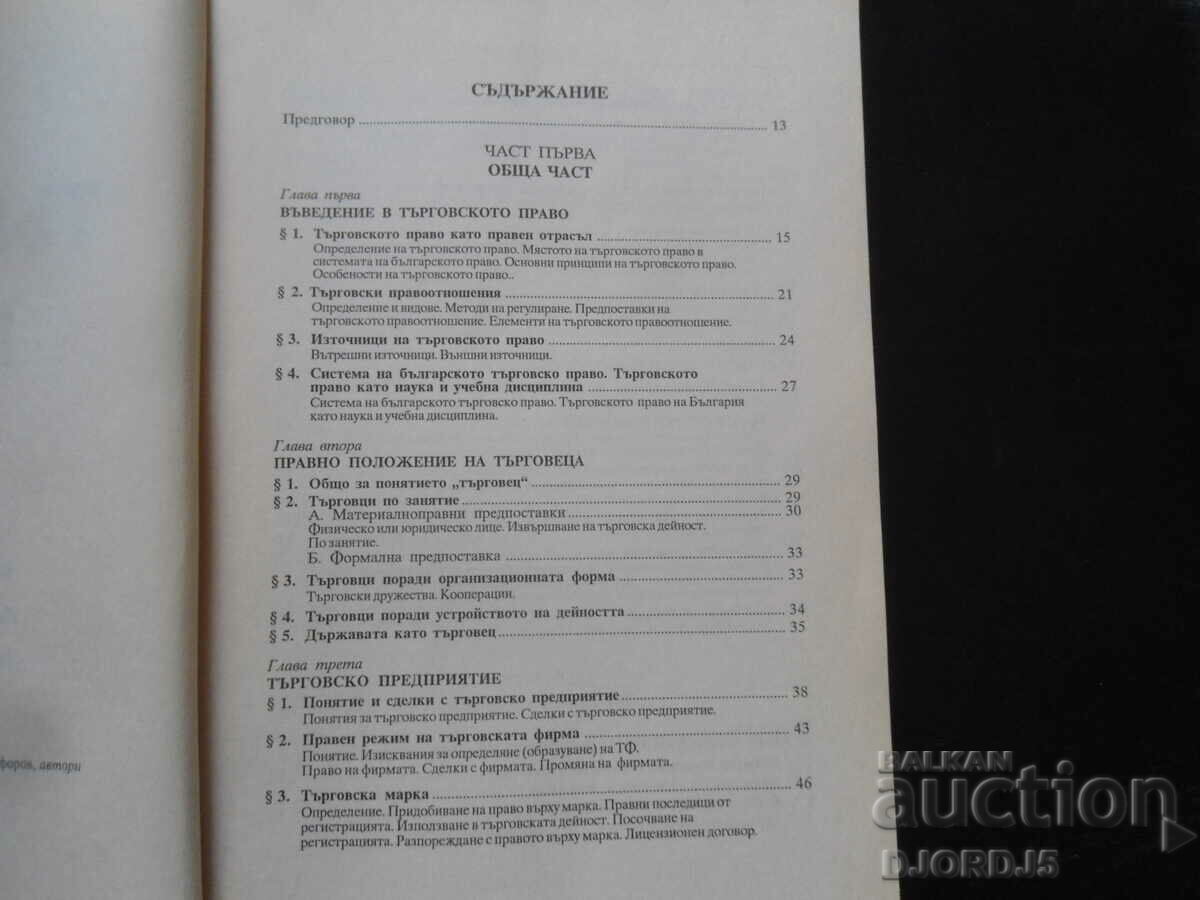 СЪДЪРЖАНИЕ
Предговор ........ 13
ЧАСТ ПЪРВА
ОБЩА ЧАСТ
Глава първа
ВЪВЕДЕНИЕ В ТЪРГОВСКОТО ПРАВО
§ 1. Търговското право като правен отрасъл ........ 15
Определение на търговското право. Мястото на търговското право в
системата на българското право. Основни принципи на търговското право.
Особености на търговското право..
§ 2. Търговски правоотношения ........ 21
Определение и видове. Методи на регулиране. Предпоставки на
търговското правоотношение. Елементи на търговското правоотношение.
§ 3. Източници на търговското право ........ 24
Вътрешни източници. Външни източници.
§ 4. Система на българското търговско право. Търговското
право като наука и учебна дисциплина ........ 27
Система на българското търговско право. Търговското право на България
като наука и учебна дисциплина.
Глава втора
ПРАВНО ПОЛОЖЕНИЕ НА ТЪРГОВЕЦА
§ 1. Общо за понятието „търговец“ ........ 29
§ 2. Търговци по занятие ........ 29
А. Материалноправни предпоставки ........ 30
Физическо или юридическо лице. Извършване на търговска дейност.
По занятие.
Б. Формална предпоставка ........ 33
§ 3. Търговци поради организационната форма ........ 33
Търговски дружества. Кооперации.
§ 4. Търговци поради устройството на дейността ........ 34
§ 5. Държавата като търговец ........ 35
Глава трета
ТЪРГОВСКО ПРЕДПРИЯТИЕ
§ 1. Понятие и сделки с търговско предприятие ........ 38
Понятия за търговско предприятие. Сделки с търговско предприятие.
§ 2. Правен режим на търговската фирма ........ 43
Понятие. Изисквания за определяне (образуване) на ТФ.
Право на фирмата. Сделки с фирмата. Промяна на фирмата.
§ 3. Търговска марка ........ 46
Определение. Придобиване на право върху марка. Правни последици от
регистрацията. Използване в търговската дейност. Посочване на
регистрацията. Разпореждане с правото върху марка. Лицензионен договор.
форов, автори
BALKAN
auction
DJORDJ5